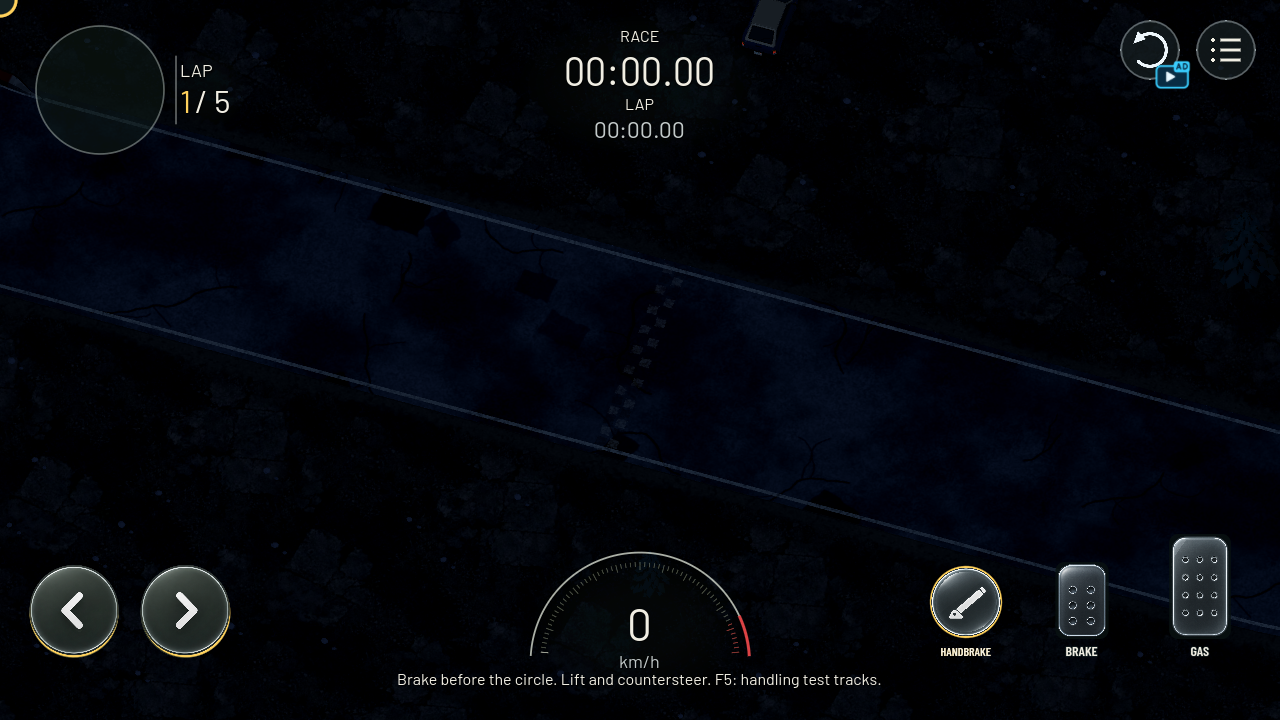 RACE
00:00.00
LAP
00:00.00
LAP
1 / 5
AD
0
km/h
HANDBRAKE
BRAKE
GAS
Brake before the circle. Lift and countersteer. F5: handling test tracks.